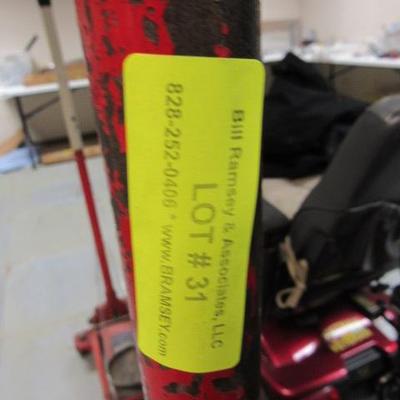 Bill Ramsey & Associates, LLC
LOT # 31
828-252-0406 * www.BRAMSEY.com